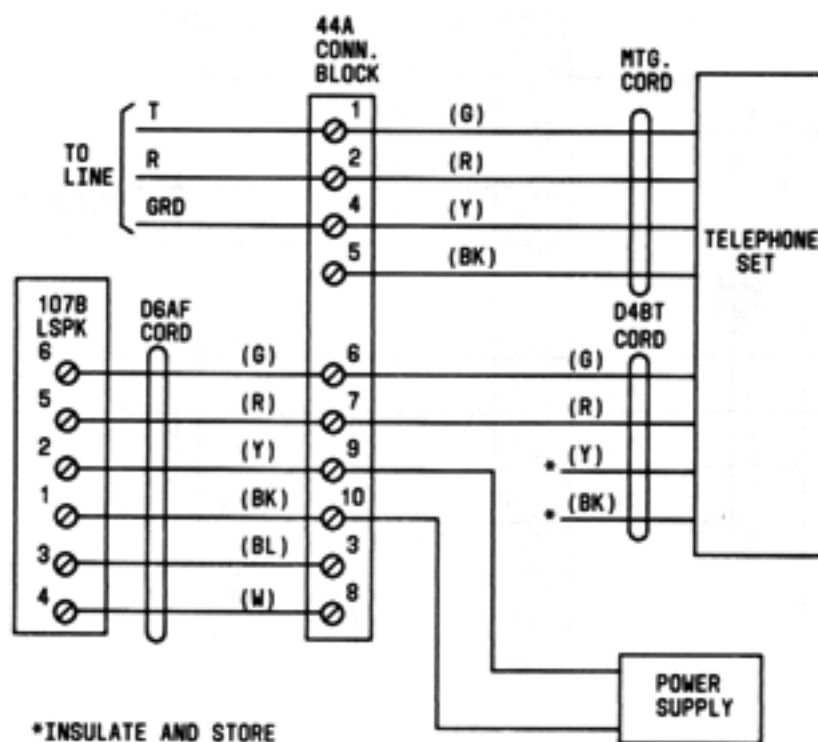 44A
CONN.
BLOCK
MTG.
CORD
TO
LINE
T
R
GRD
1
2
4
5
(G)
(R)
(Y)
(BK)
TELEPHONE
SET
107B
LSPK
D6AF
CORD
D4BT
CORD
6 (G) 6 (G)
5 (R) 7 (R)
2 (Y) 9 * (Y)
1 (BK) 10 * (BK)
3 (BL) 3
4 (W) 8
POWER
SUPPLY
*INSULATE AND STORE